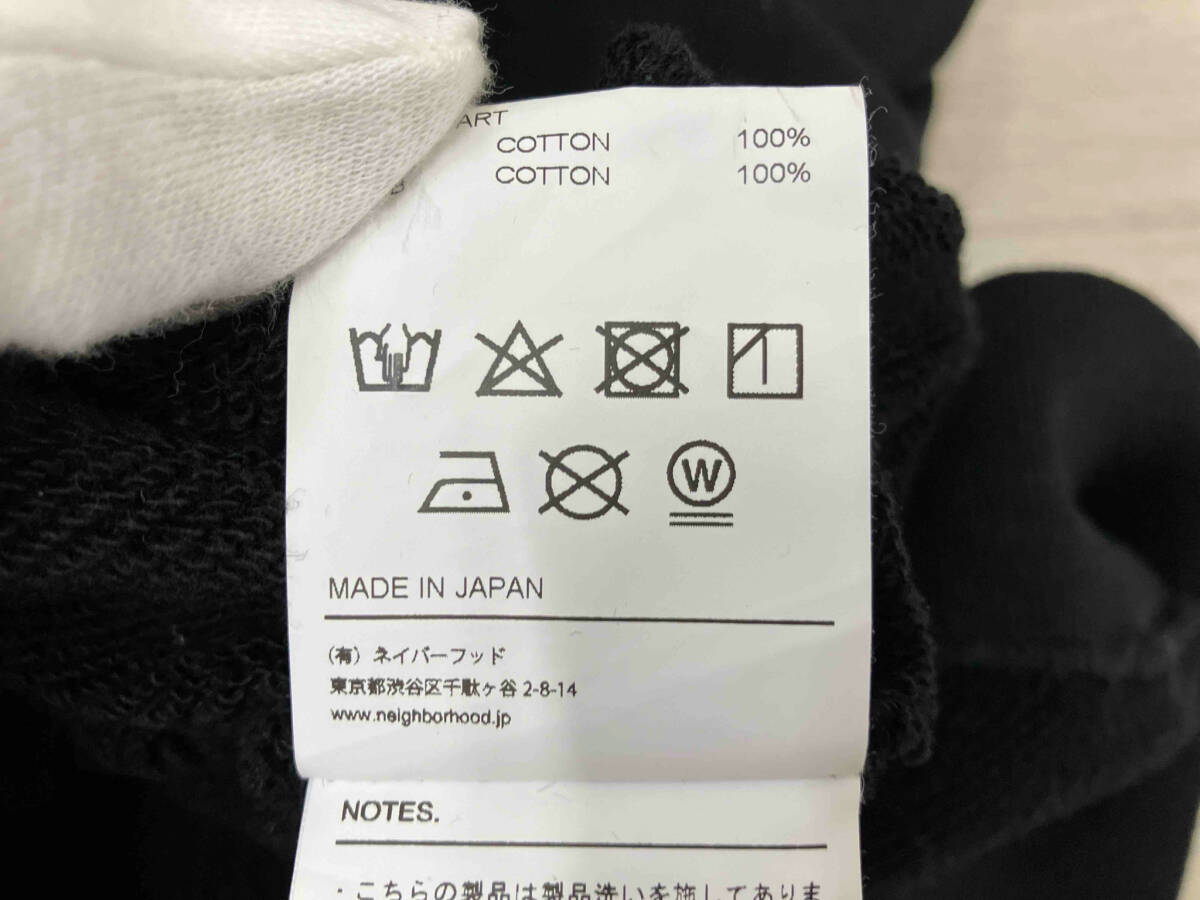 COTTON 100%
COTTON 100%
W
MADE IN JAPAN
(有) ネイバーフッド
東京都渋谷区千駄ヶ谷 2-8-14
www.neighborhood.jp
NOTES.
・こちらの製品は製品洗いを施してありま